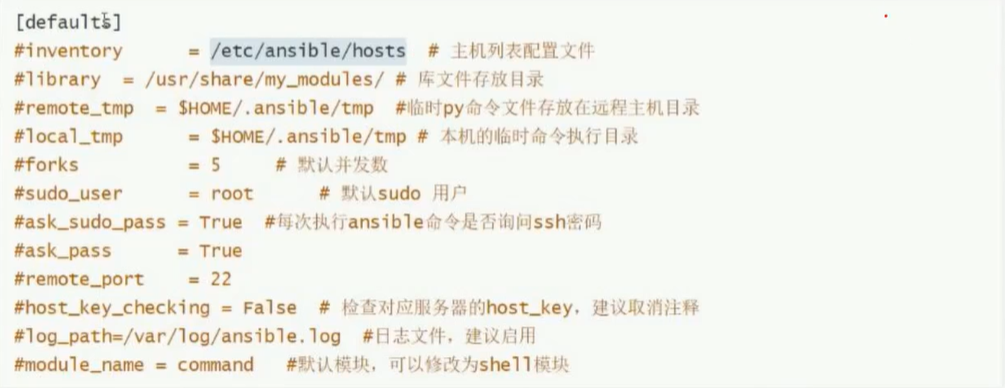 [defaults]
#inventory = /etc/ansible/hosts # 主机列表配置文件
#library = /usr/share/my_modules/ # 库文件存放目录
#remote_tmp = $HOME/.ansible/tmp #临时py命令文件存放在远程主机目录
#local_tmp = $HOME/.ansible/tmp # 本机的临时命令执行目录
#forks = 5 # 默认并发数
#sudo_user = root # 默认sudo 用户
#ask_sudo_pass = True #每次执行ansible命令是否询问ssh密码
#ask_pass = True
#remote_port = 22
#host_key_checking = False # 检查对应服务器的host_key，建议取消注释
#log_path=/var/log/ansible.log #日志文件，建议启用
#module_name = command #默认模块，可以修改为shell模块